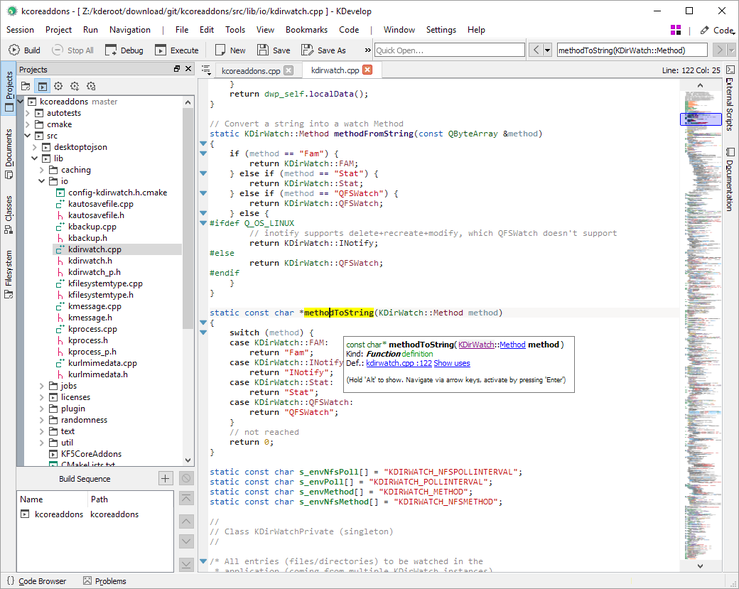 kcoreaddons - [ Z:/kderoot/download/git/kcoreaddons/src/lib/io/kdirwatch.cpp ] - KDevelop
Session Project Run Navigation File Edit Tools View Bookmarks Code Window Settings Help Code
Build Stop All Debug Execute New Save Save As » Quick Open... methodToString(KDirWatch::Method)
Projects
kcoreaddons.cpp kdirwatch.cpp Line: 122 Col: 25
Projects
Documents
Classes
Filesystem
kcoreaddons master
autotests
cmake
src
desktoptojson
lib
caching
io
config-kdirwatch.h.cmake
kautosavefile.cpp
kautosavefile.h
kbackup.cpp
kbackup.h
kdirwatch.cpp
kdirwatch.h
kdirwatch_p.h
kfilesystemtype.cpp
kfilesystemtype.h
kmessage.cpp
kmessage.h
kprocess.cpp
kprocess.h
kprocess_p.h
kurlmimedata.cpp
kurlmimedata.h
jobs
licenses
plugin
randomness
text
util
KF5CoreAddons
CMakeLists.txt
Build Sequence
Name Path
kcoreaddons kcoreaddons
}
return dwp_self.localData();
}
// Convert a string into a watch Method
static KDirWatch::Method methodFromString(const QByteArray &method)
{
if (method == "Fam") {
return KDirWatch::FAM;
} else if (method == "Stat") {
return KDirWatch::Stat;
} else if (method == "QFSWatch") {
return KDirWatch::QFSWatch;
} else {
#ifdef Q_OS_LINUX
// inotify supports delete+recreate+modify, which QFSWatch doesn't support
return KDirWatch::INotify;
#else
return KDirWatch::QFSWatch;
#endif
}
}
static const char *methodToString(KDirWatch::Method method)
{
switch (method) {
case KDirWatch::FAM:
return "Fam";
case KDirWatch::INotify
return "INotify";
case KDirWatch::Stat:
return "Stat";
case KDirWatch::QFSWatch:
return "QFSWatch";
}
// not reached
return 0;
}
const char* methodToString( KDirWatch::Method method )
Kind: Function definition
Def.: kdirwatch.cpp :122 Show uses
(Hold 'Alt' to show. Navigate via arrow keys, activate by pressing 'Enter')
static const char s_envNfsPoll[] = "KDIRWATCH_NFSPOLLINTERVAL";
static const char s_envPoll[] = "KDIRWATCH_POLLINTERVAL";
static const char s_envMethod[] = "KDIRWATCH_METHOD";
static const char s_envNfsMethod[] = "KDIRWATCH_NFSMETHOD";
//
// Class KDirWatchPrivate (singleton)
//
/* All entries (files/directories) to be watched in the
* application (coming from multiple KDirWatch instances)
External Scripts
Documentation
{} Code Browser Problems